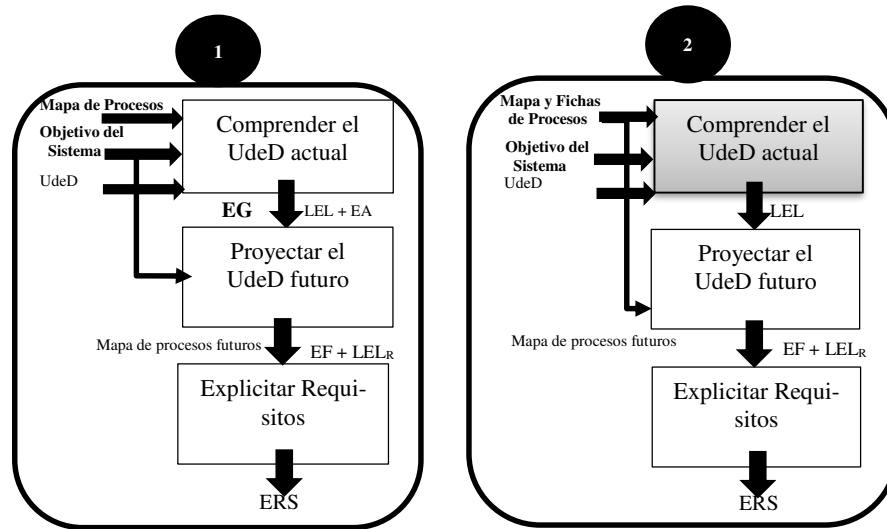 1
Mapa de Procesos
Objetivo del
Sistema
UdeD
Comprender el
UdeD actual
EG
LEL + EA
Proyectar el
UdeD futuro
Mapa de procesos futuros
EF + LELR
Explicitar Requi-
sitos
ERS
2
Mapa y Fichas
de Procesos
Objetivo del
Sistema
UdeD
Comprender el
UdeD actual
LEL
Proyectar el
UdeD futuro
Mapa de procesos futuros
EF + LELR
Explicitar Requi-
sitos
ERS